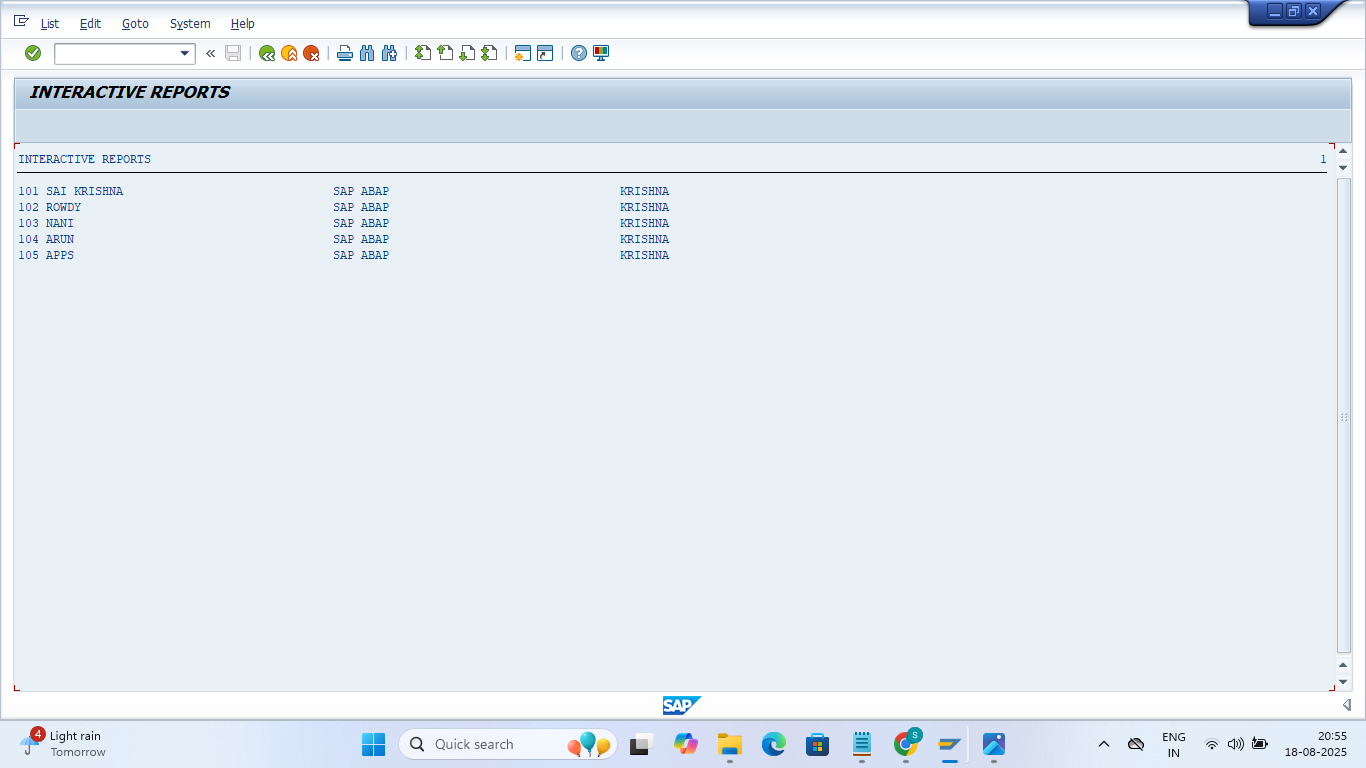 List Edit Goto System Help
INTERACTIVE REPORTS
INTERACTIVE REPORTS 1
101 SAI KRISHNA SAP ABAP KRISHNA
102 ROWDY SAP ABAP KRISHNA
103 NANI SAP ABAP KRISHNA
104 ARUN SAP ABAP KRISHNA
105 APPS SAP ABAP KRISHNA
SAP
4 Light rain
Tomorrow
Quick search
S
ENG
IN
20:55
18-08-2025